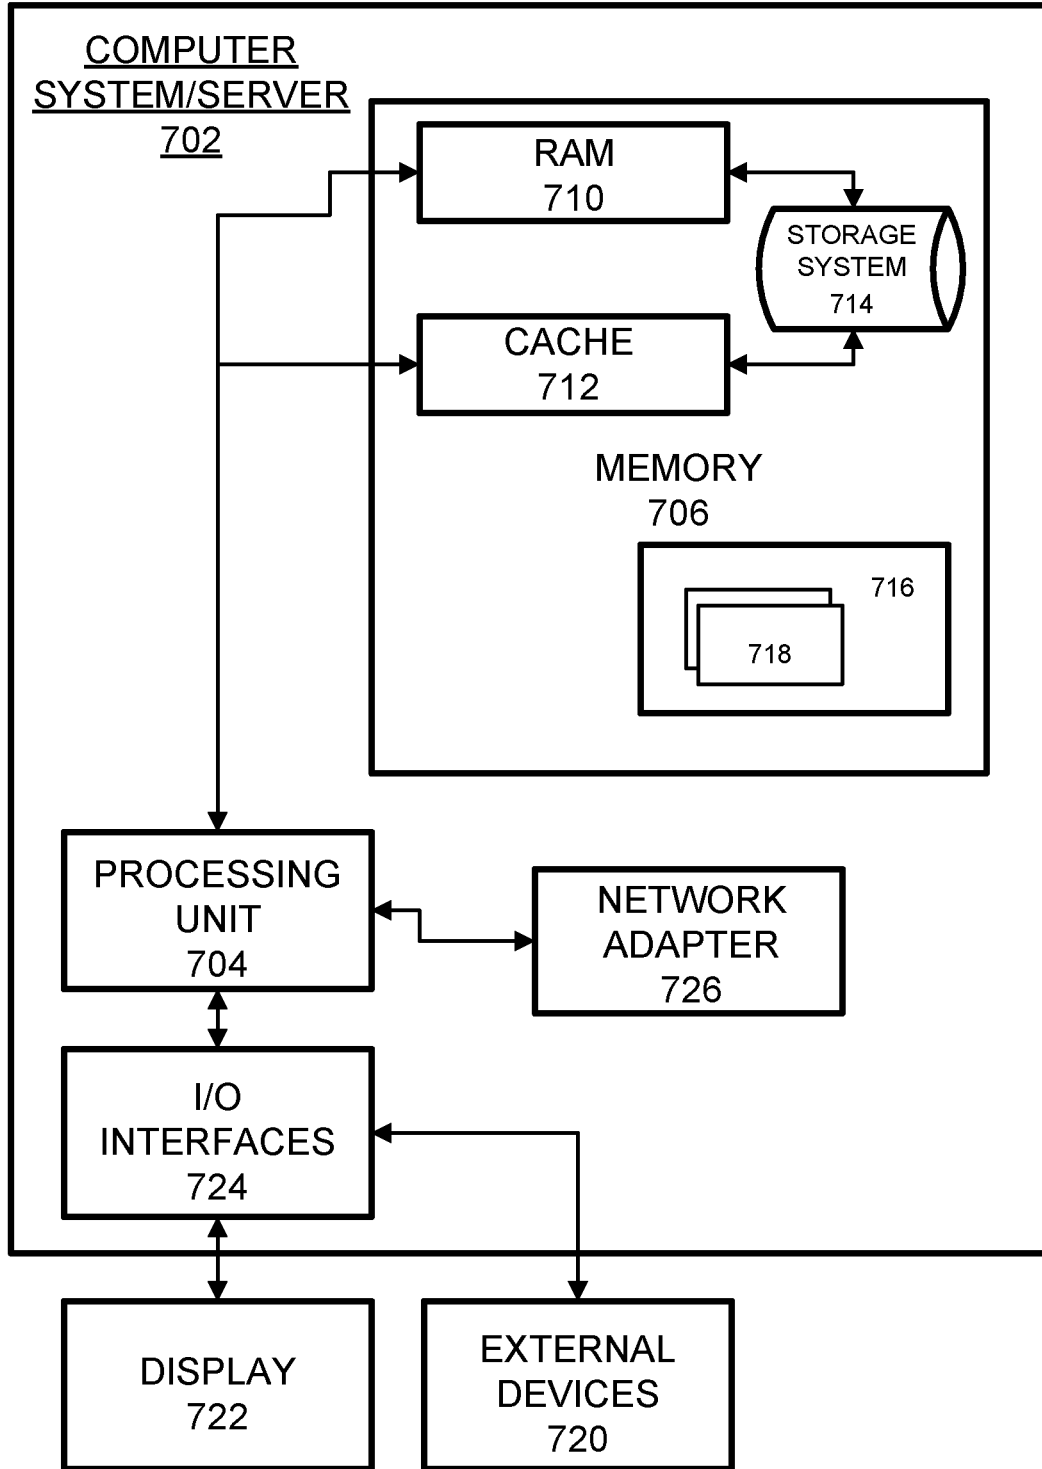 COMPUTER
SYSTEM/SERVER
702
RAM
710
STORAGE
SYSTEM
714
CACHE
712
MEMORY
706
716
718
PROCESSING
UNIT
704
NETWORK
ADAPTER
726
I/O
INTERFACES
724
DISPLAY
722
EXTERNAL
DEVICES
720